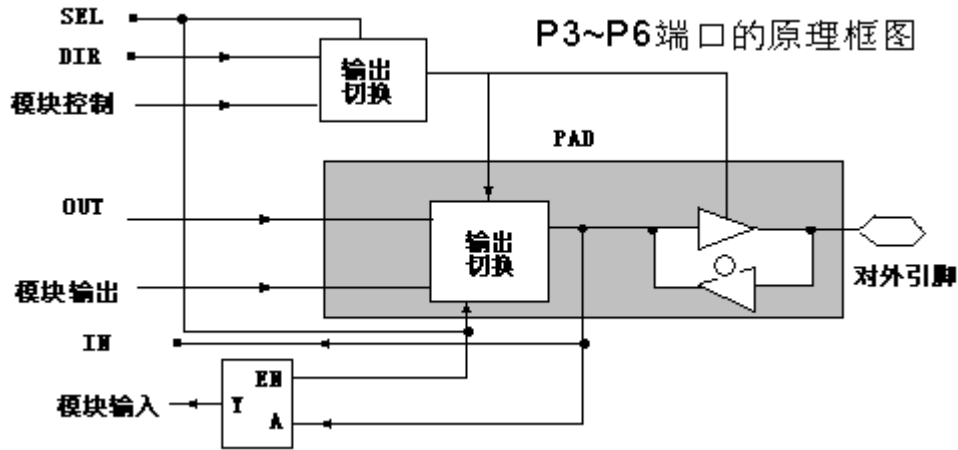 SEL
P3~P6端口的原理框图
DIR
输出
切换
模块控制
PAD
OUT
输出
切换
模块输出
对外引脚
IN
EN
模块输入
Y
A